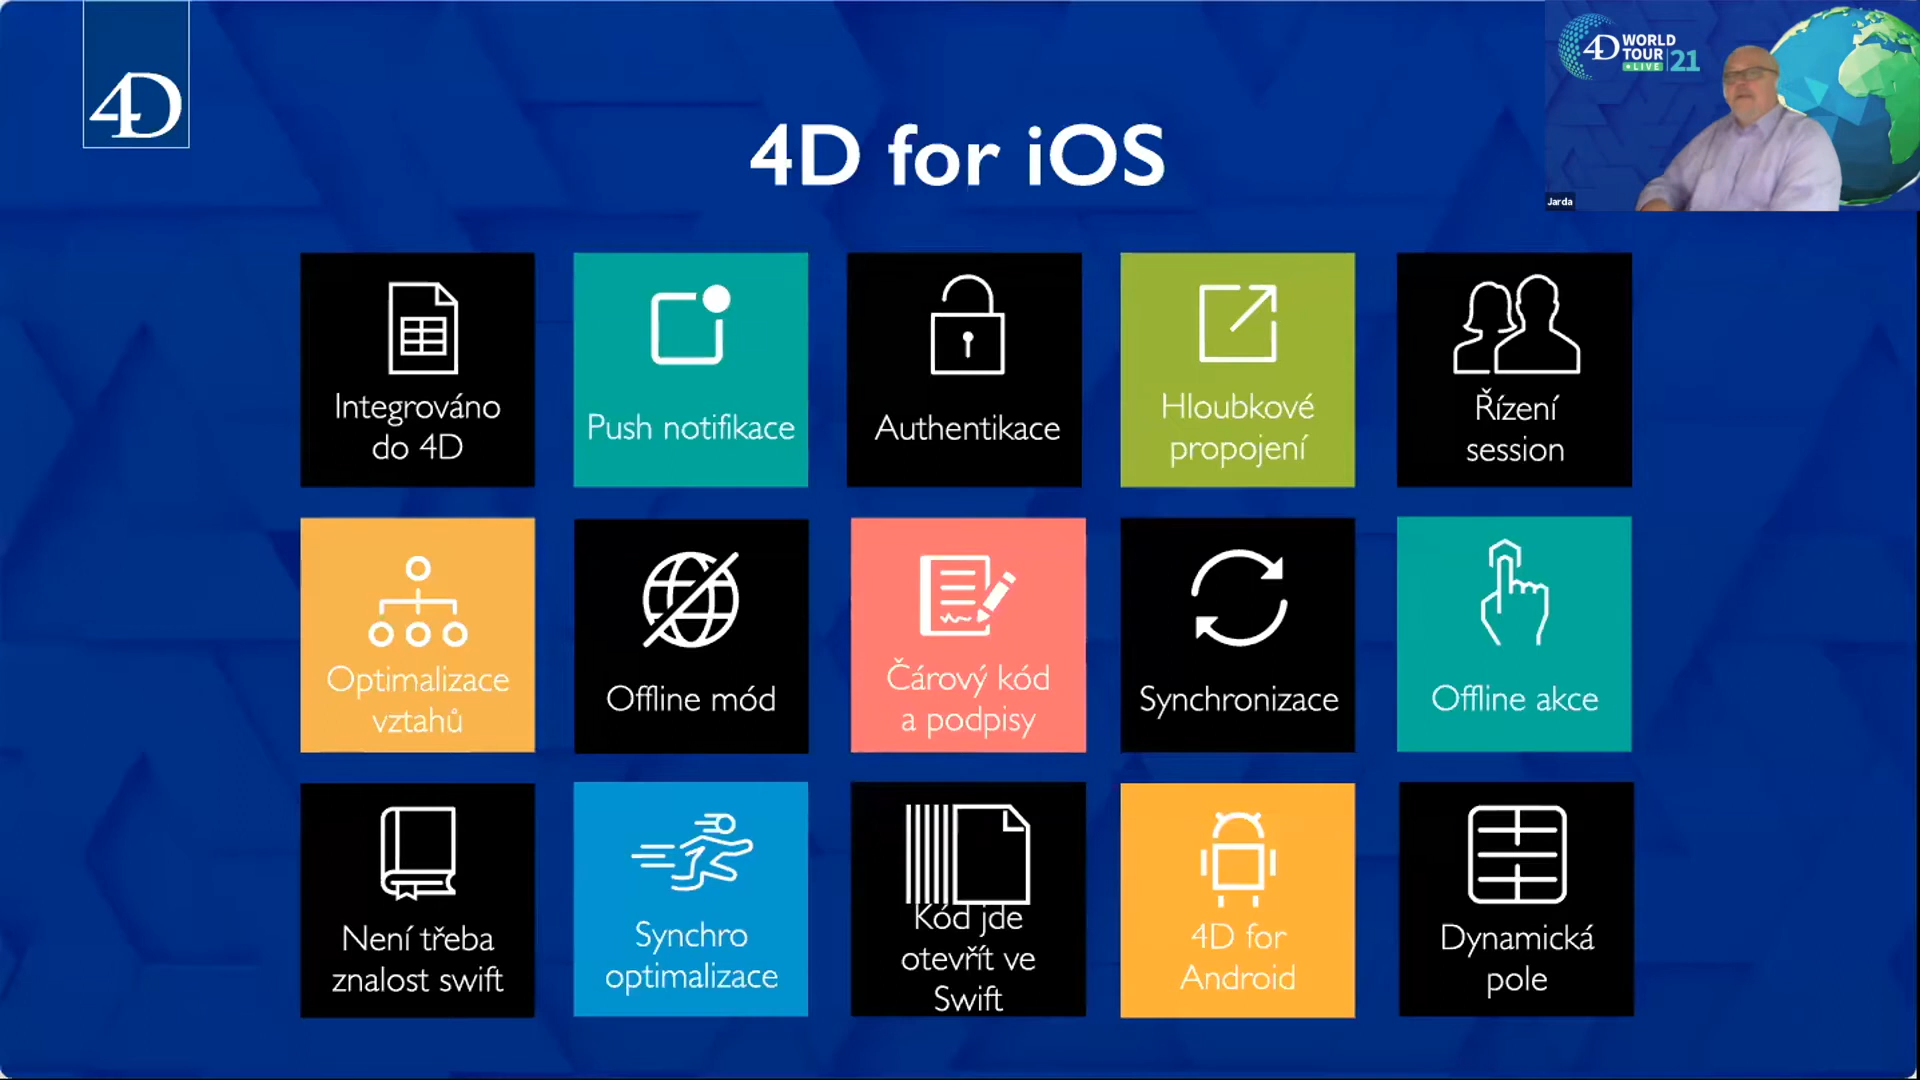 4D
4D WORLD
TOUR
LIVE 21
Jarda
4D for iOS
Integrováno
do 4D
Push notifikace
Authentikace
Hloubkové
propojení
Řízení
session
Optimalizace
vztahů
Offline mód
Čárový kód
a podpisy
Synchronizace
Offline akce
Není třeba
znalost swift
Synchro
optimalizace
Kód jde
otevřít ve
Swift
4D for
Android
Dynamická
pole